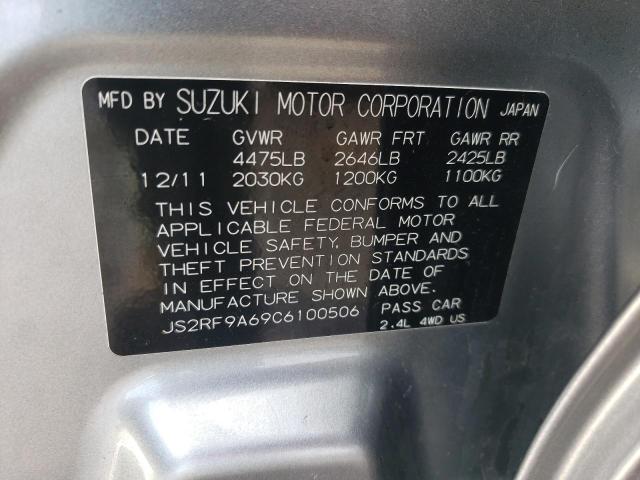 MFD BY SUZUKI MOTOR CORPORATION JAPAN
DATE GVWR GAWR FRT GAWR RR
4475LB 2646LB 2425LB
12/11 2030KG 1200KG 1100KG
THIS VEHICLE CONFORMS TO ALL
APPLICABLE FEDERAL MOTOR
VEHICLE SAFETY, BUMPER AND
THEFT PREVENTION STANDARDS
IN EFFECT ON THE DATE OF
MANUFACTURE SHOWN ABOVE.
JS2RF9A69C6100506 PASS CAR
2.4L 4WD US